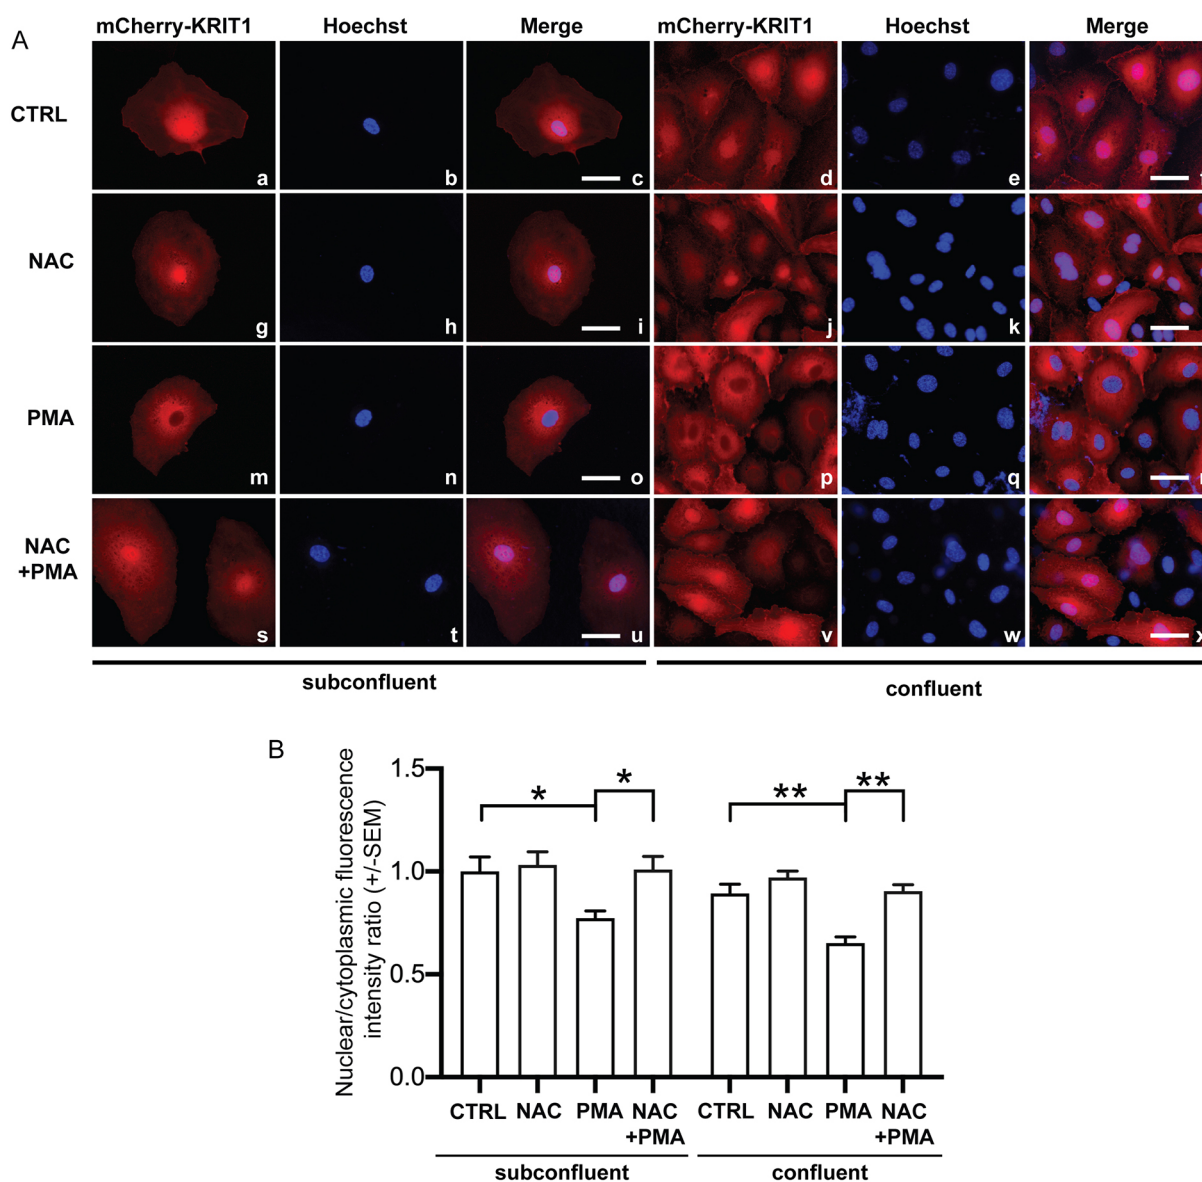 A
mCherry-KRIT1 Hoechst Merge mCherry-KRIT1 Hoechst Merge
CTRL
a b c d e
NAC
g h i j k
PMA
m n o p q
NAC
+PMA
s t u v w x
subconfluent confluent
B
Nuclear/cytoplasmic fluorescence
intensity ratio (+/-SEM)
1.5
1.0
0.5
0.0
* * ** **
CTRL NAC PMA NAC
+PMA
CTRL NAC PMA NAC
+PMA
subconfluent confluent